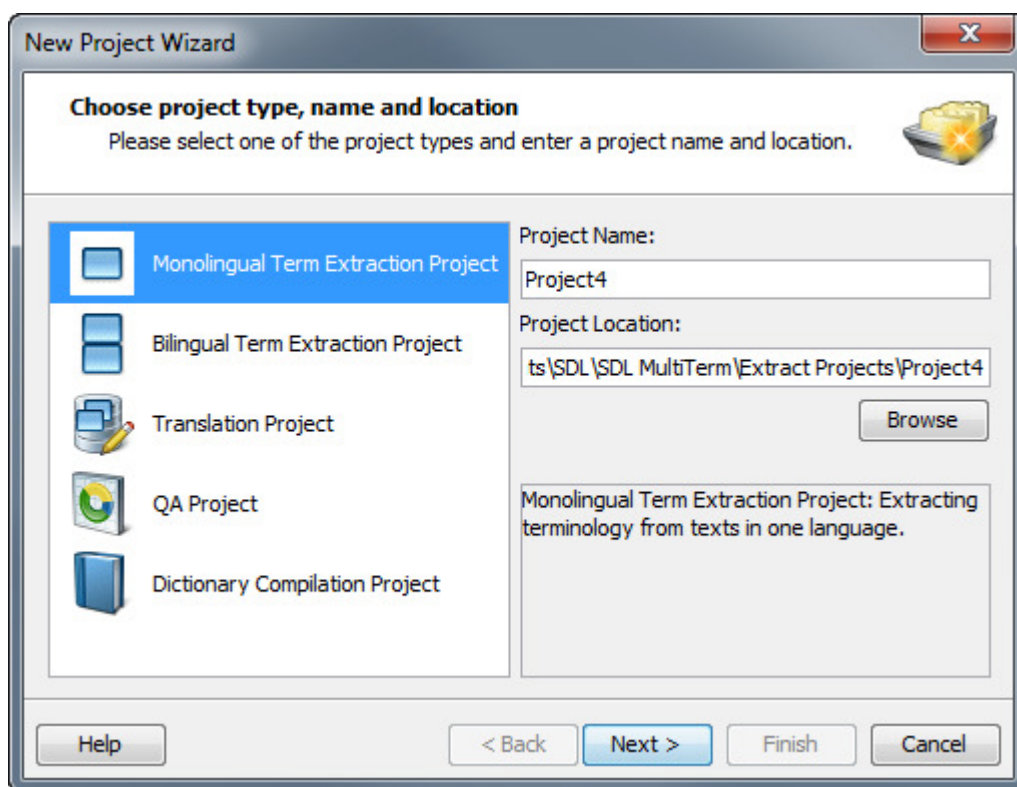 New Project Wizard
Choose project type, name and location
Please select one of the project types and enter a project name and location.
Monolingual Term Extraction Project
Bilingual Term Extraction Project
Translation Project
QA Project
Dictionary Compilation Project
Project Name:
Project4
Project Location:
ts\SDL\SDL MultiTerm\Extract Projects\Project4
Browse
Monolingual Term Extraction Project: Extracting
terminology from texts in one language.
Help
< Back
Next >
Finish
Cancel